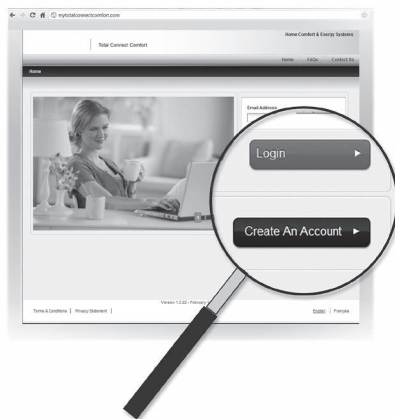 mytotalconnectcomfort.com
Home Comfort & Energy Systems
Total Connect Comfort
Home FAQs Contact Us
Home
Email Address
Login
Create An Account
Version 1.2.22 - February
Terms & Conditions | Privacy Statement |
English | Français